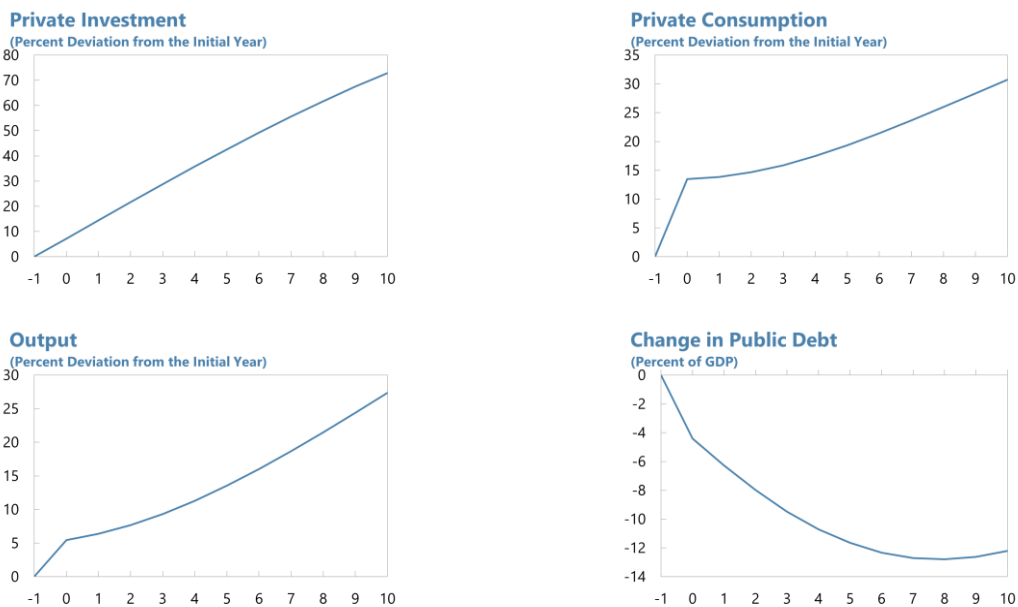 Private Investment
(Percent Deviation from the Initial Year)
80
70
60
50
40
30
20
10
0
-1 0 1 2 3 4 5 6 7 8 9 10
Private Consumption
(Percent Deviation from the Initial Year)
35
30
25
20
15
10
5
0
-1 0 1 2 3 4 5 6 7 8 9 10
Output
(Percent Deviation from the Initial Year)
30
25
20
15
10
5
0
-1 0 1 2 3 4 5 6 7 8 9 10
Change in Public Debt
(Percent of GDP)
0
-2
-4
-6
-8
-10
-12
-14
-1 0 1 2 3 4 5 6 7 8 9 10